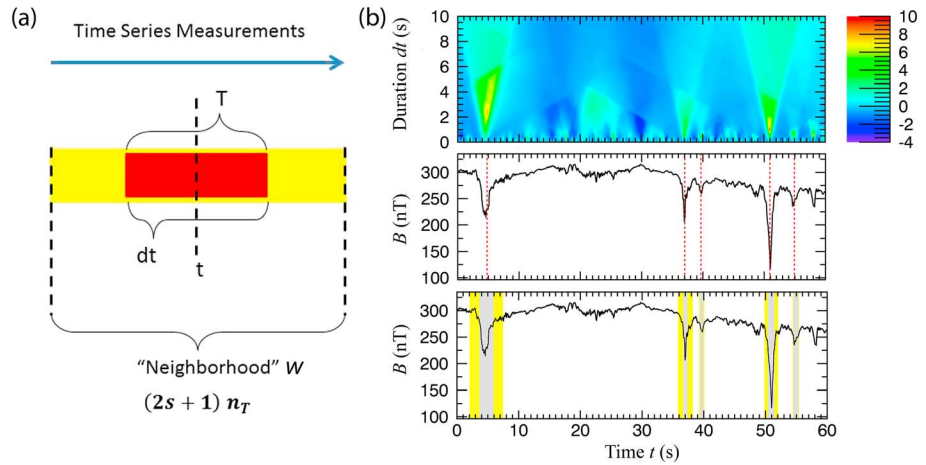 (a)
Time Series Measurements
T
dt
t
“Neighborhood” W
(2s + 1) n_T
(b)
Duration dt (s)
10
8
6
4
2
0
10
8
6
4
2
0
-2
-4
B (nT)
300
250
200
150
100
B (nT)
300
250
200
150
100
0 10 20 30 40 50 60
Time t (s)